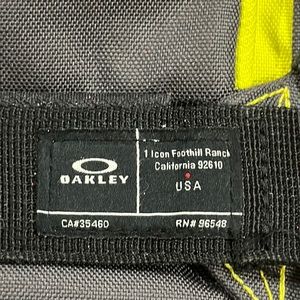 OAKLEY
1 Icon Foothill Ranch
California 92610
USA
CA#35460
RN# 96548